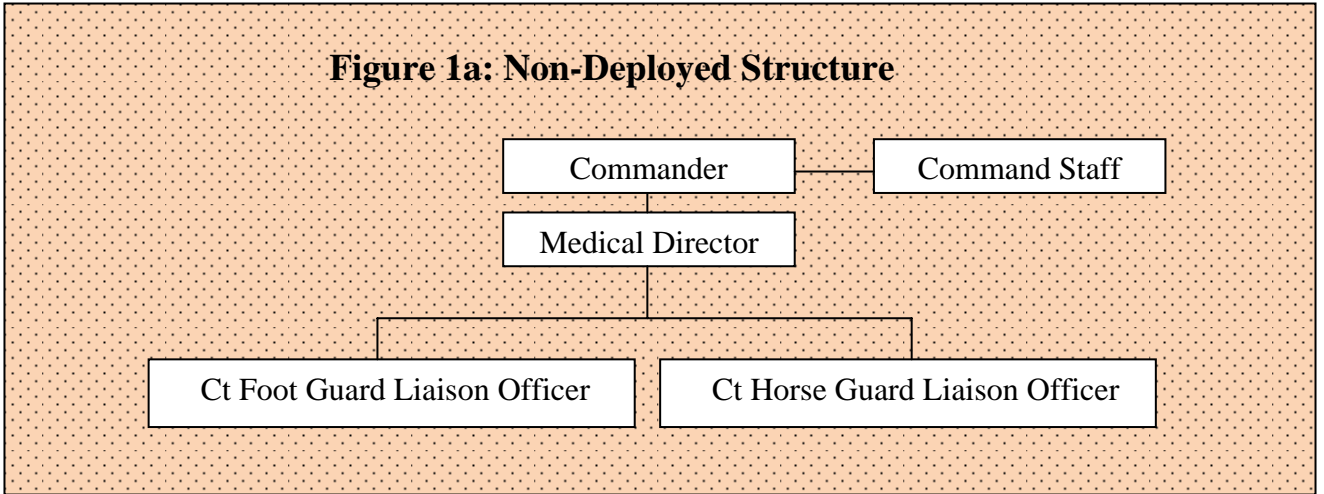 Figure 1a: Non-Deployed Structure
Commander
Command Staff
Medical Director
Ct Foot Guard Liaison Officer
Ct Horse Guard Liaison Officer